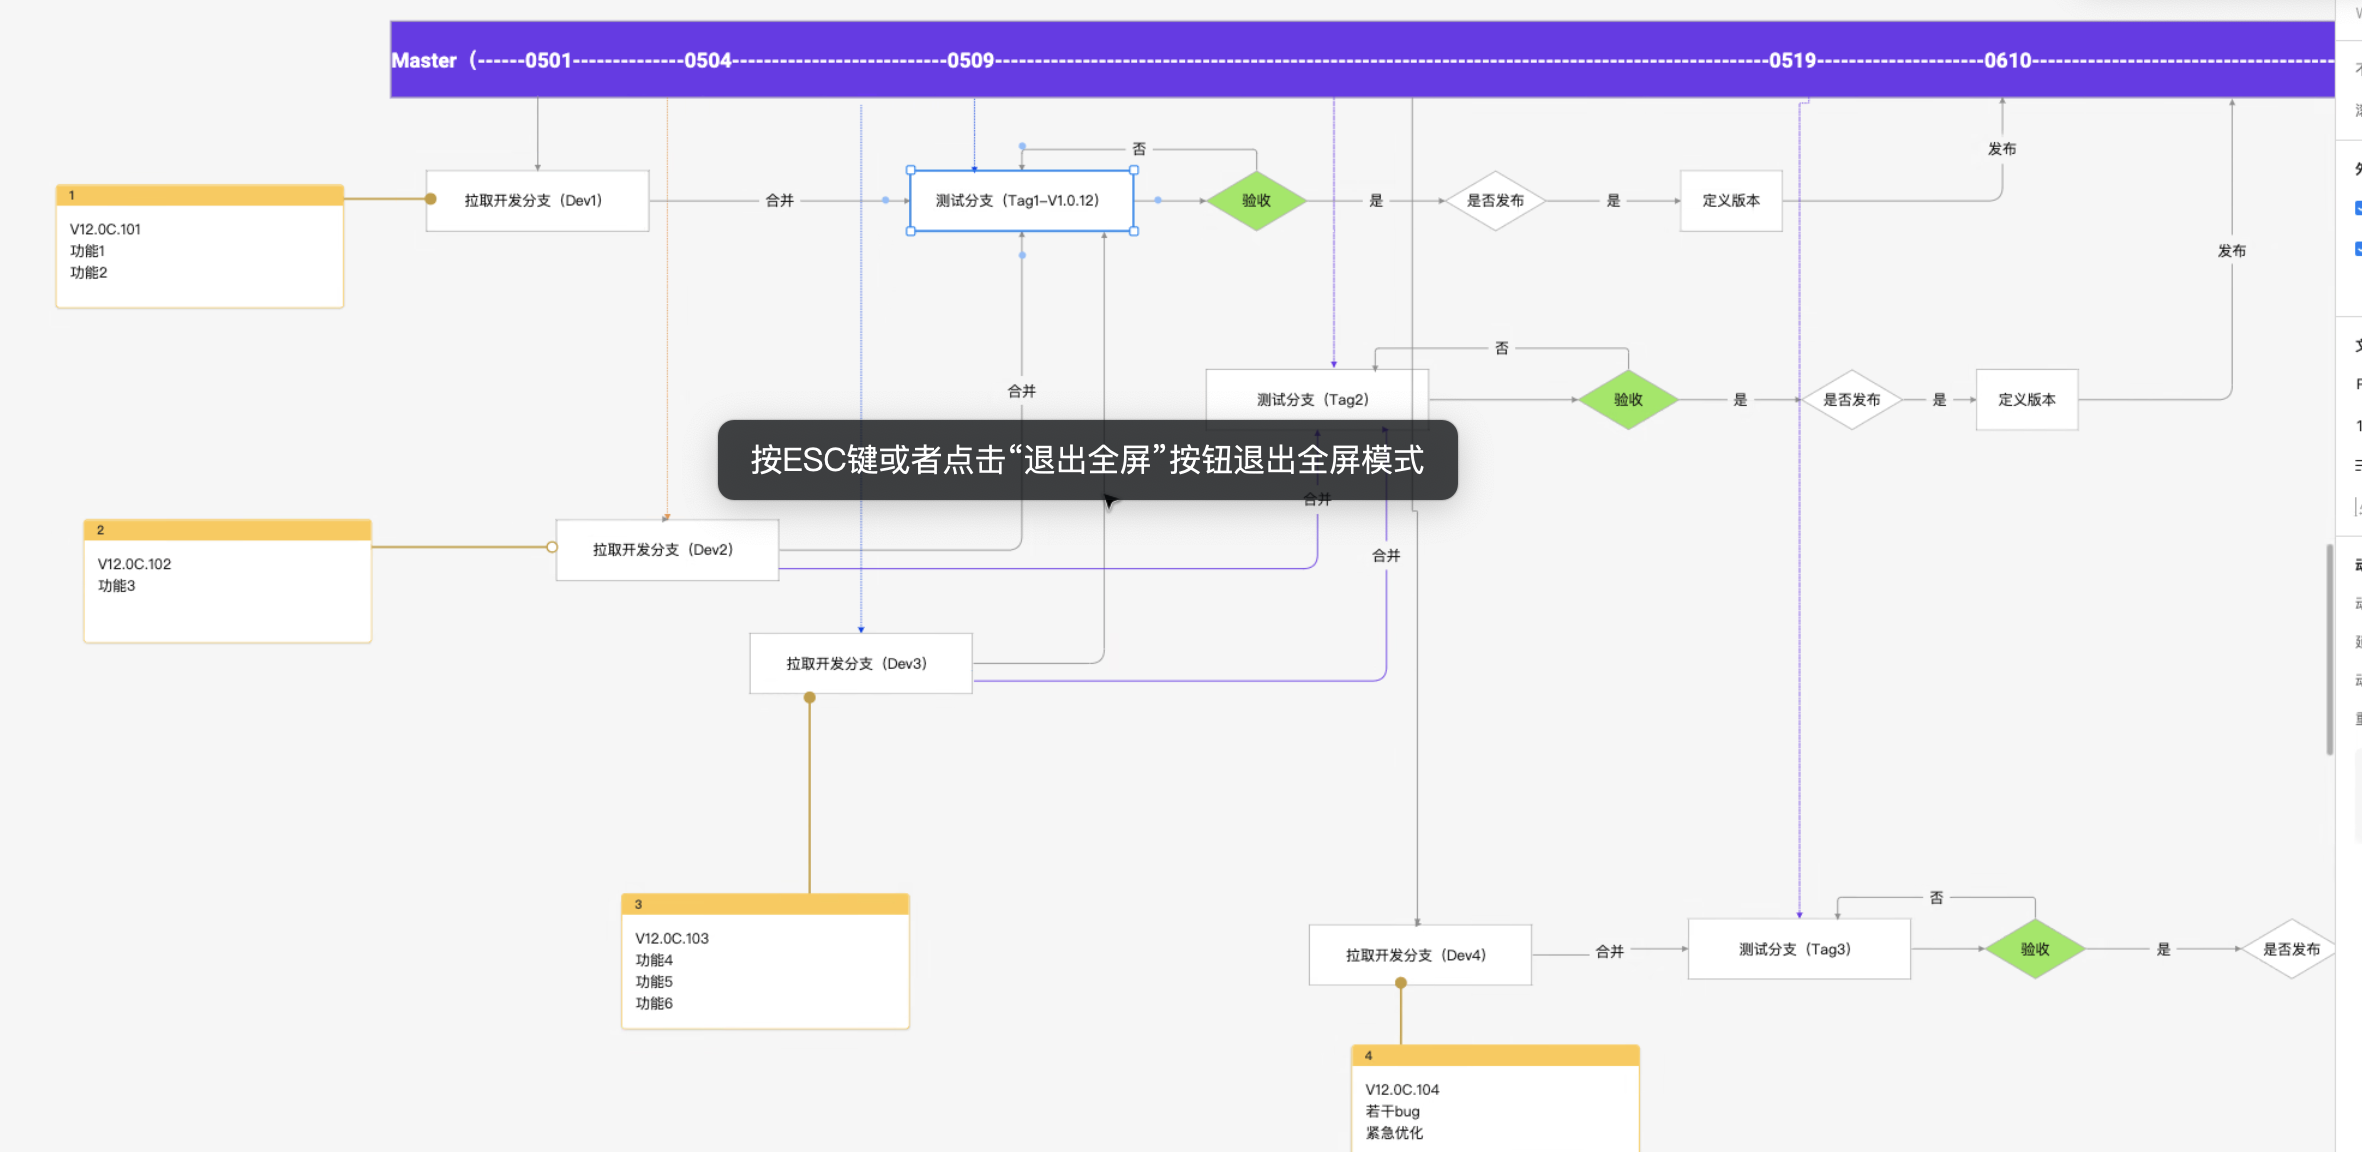 Master（------0501--------------0504---------------------------0509----------------------------------------------------------------------------------------------------0519---------------------0610--------------------------------------
否
发布
1
V12.0C.101
功能1
功能2
拉取开发分支（Dev1）
合并
测试分支（Tag1-V1.0.12）
验收
是
是否发布
是
定义版本
发布
否
合并
测试分支（Tag2）
验收
是
是否发布
是
定义版本
按ESC键或者点击“退出全屏”按钮退出全屏模式
合并
合并
2
V12.0C.102
功能3
拉取开发分支（Dev2）
拉取开发分支（Dev3）
3
V12.0C.103
功能4
功能5
功能6
否
拉取开发分支（Dev4）
合并
测试分支（Tag3）
验收
是
是否发布
4
V12.0C.104
若干bug
紧急优化